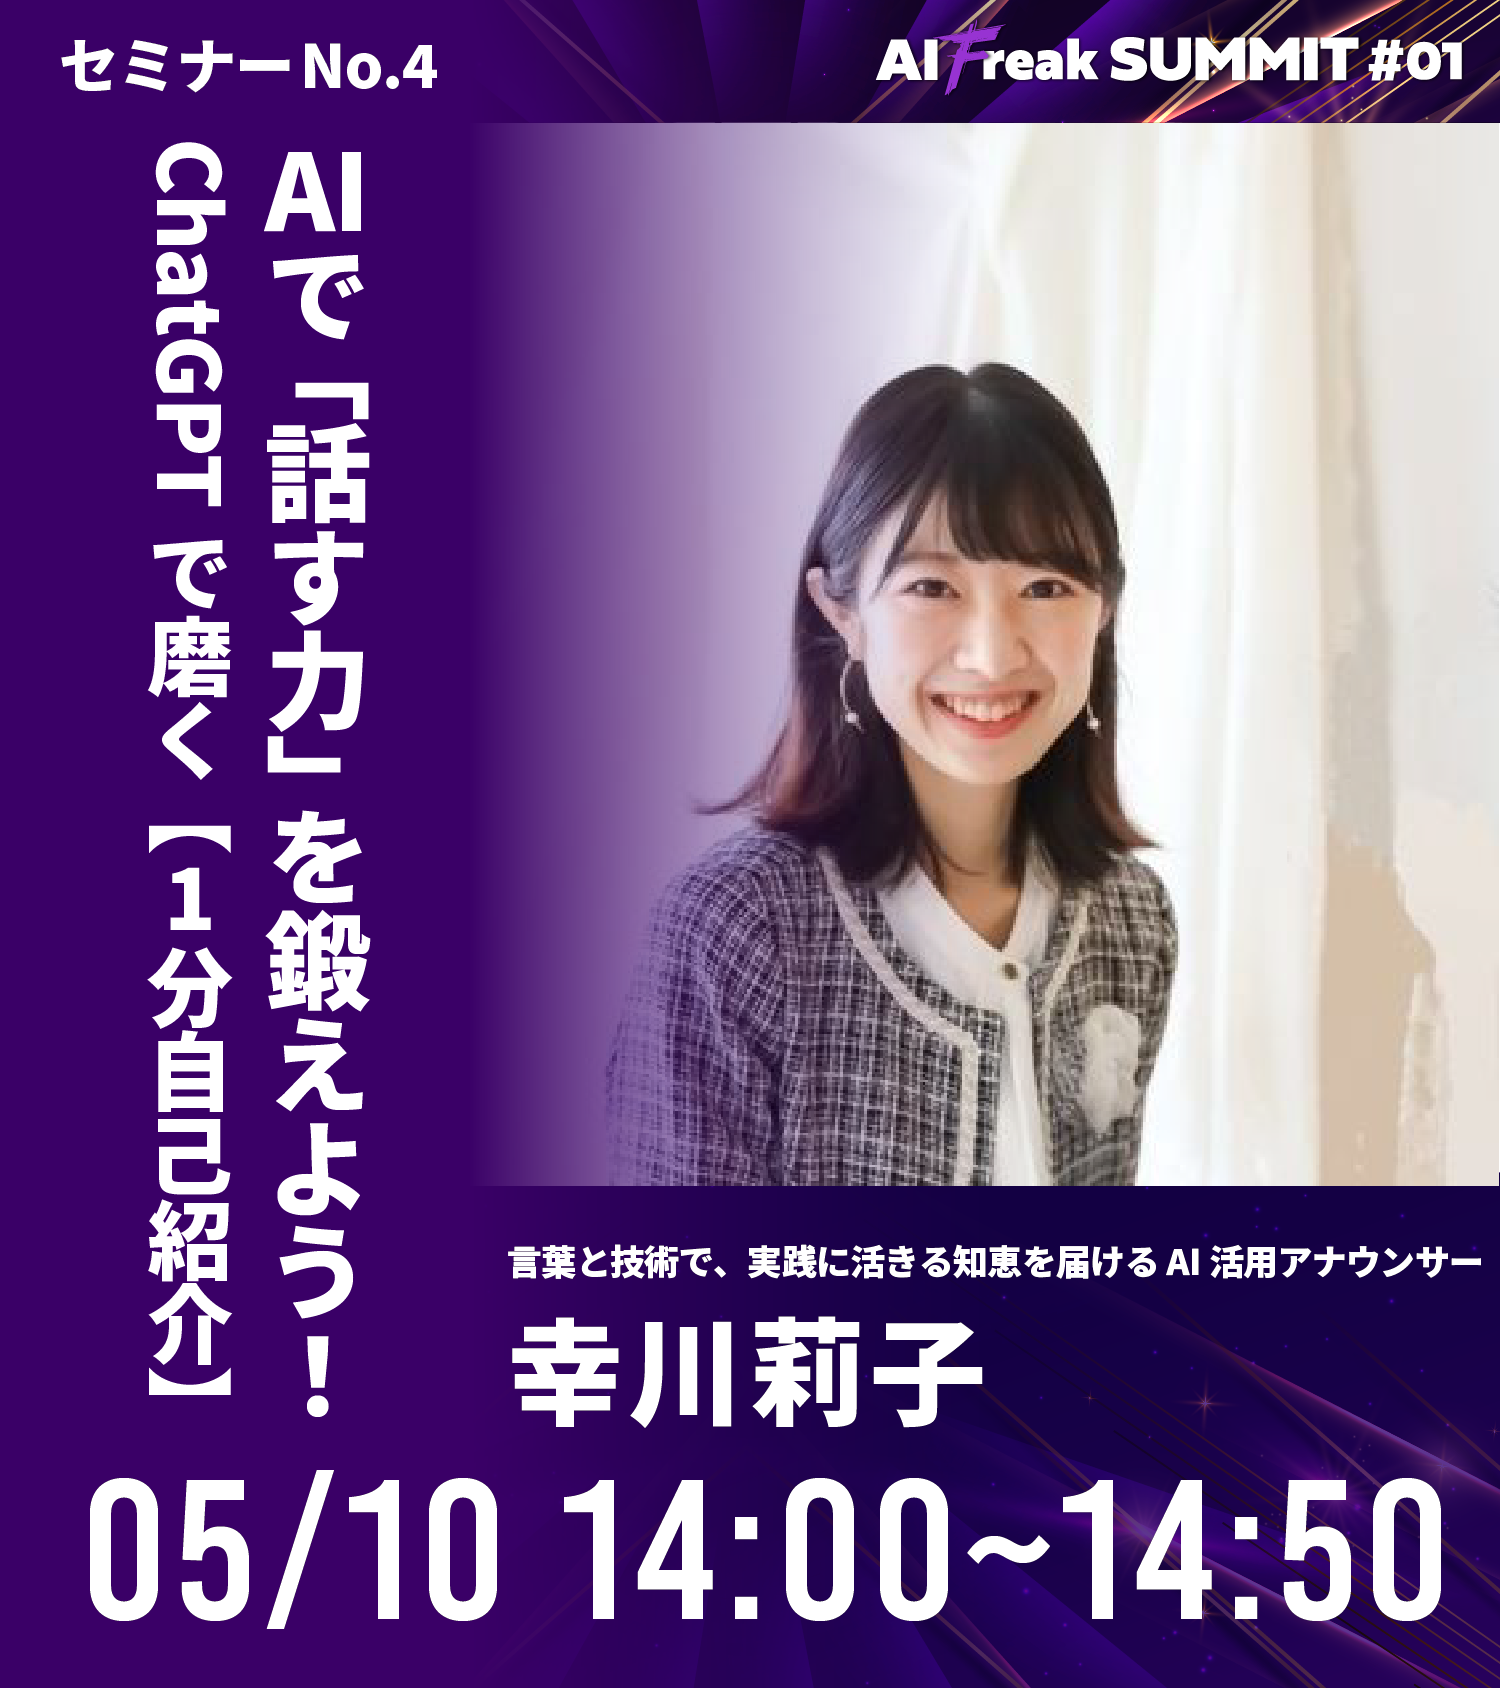 セミナーNo.4
AI Freak SUMMIT #01
AIで「話す力」を鍛えよう！
ChatGPTで磨く【1分自己紹介】
言葉と技術で、実践に活きる知恵を届けるAI活用アナウンサー
幸川莉子
05/10 14:00~14:50